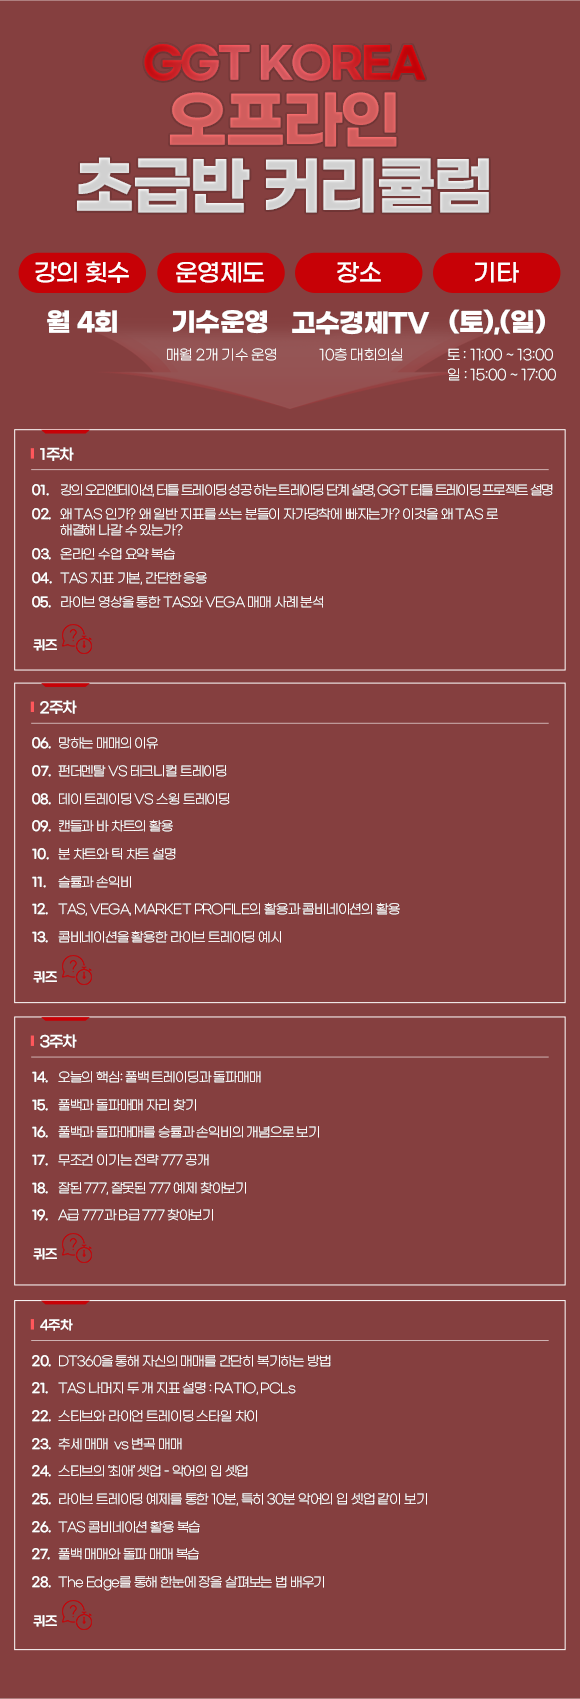 GGT KOREA
오프라인
초급반 커리큘럼
강의 횟수
운영제도
장소
기타
월 4회
기수운영
고수경제TV
(토),(일)
매월 2개 기수 운영
10층 대회의실
토 : 11:00 ~ 13:00
일 : 15:00 ~ 17:00
1주차
01. 강의 오리엔테이션, 터틀 트레이딩 성공 하는 트레이딩 단계 설명, GGT 터틀 트레이딩 프로젝트 설명
02. 왜 TAS 인가? 왜 일반 지표를 쓰는 분들이 자가당착에 빠지는가? 이것을 왜 TAS 로
해결해 나갈 수 있는가?
03. 온라인 수업 요약 복습
04. TAS 지표 기본, 간단한 응용
05. 라이브 영상을 통한 TAS와 VEGA 매매 사례 분석
퀴즈
2주차
06. 망하는 매매의 이유
07. 펀더멘탈 VS 테크니컬 트레이딩
08. 데이 트레이딩 VS 스윙 트레이딩
09. 캔들과 바 차트의 활용
10. 분 차트와 틱 차트 설명
11. 슬률과 손익비
12. TAS, VEGA, MARKET PROFILE의 활용과 콤비네이션의 활용
13. 콤비네이션을 활용한 라이브 트레이딩 예시
퀴즈
3주차
14. 오늘의 핵심: 풀백 트레이딩과 돌파매매
15. 풀백과 돌파매매 자리 찾기
16. 풀백과 돌파매매를 승률과 손익비의 개념으로 보기
17. 무조건 이기는 전략 777 공개
18. 잘된 777, 잘못된 777 예제 찾아보기
19. A급 777과 B급 777 찾아보기
퀴즈
4주차
20. DT360을 통해 자신의 매매를 간단히 복기하는 방법
21. TAS 나머지 두 개 지표 설명 : RATIO, PCLs
22. 스티브와 라이언 트레이딩 스타일 차이
23. 추세 매매 vs 변곡 매매
24. 스티브의 '최애' 셋업 - 악어의 입 셋업
25. 라이브 트레이딩 예제를 통한 10분, 특히 30분 악어의 입 셋업 같이 보기
26. TAS 콤비네이션 활용 복습
27. 풀백 매매와 돌파 매매 복습
28. The Edge를 통해 한눈에 장을 살펴보는 법 배우기
퀴즈